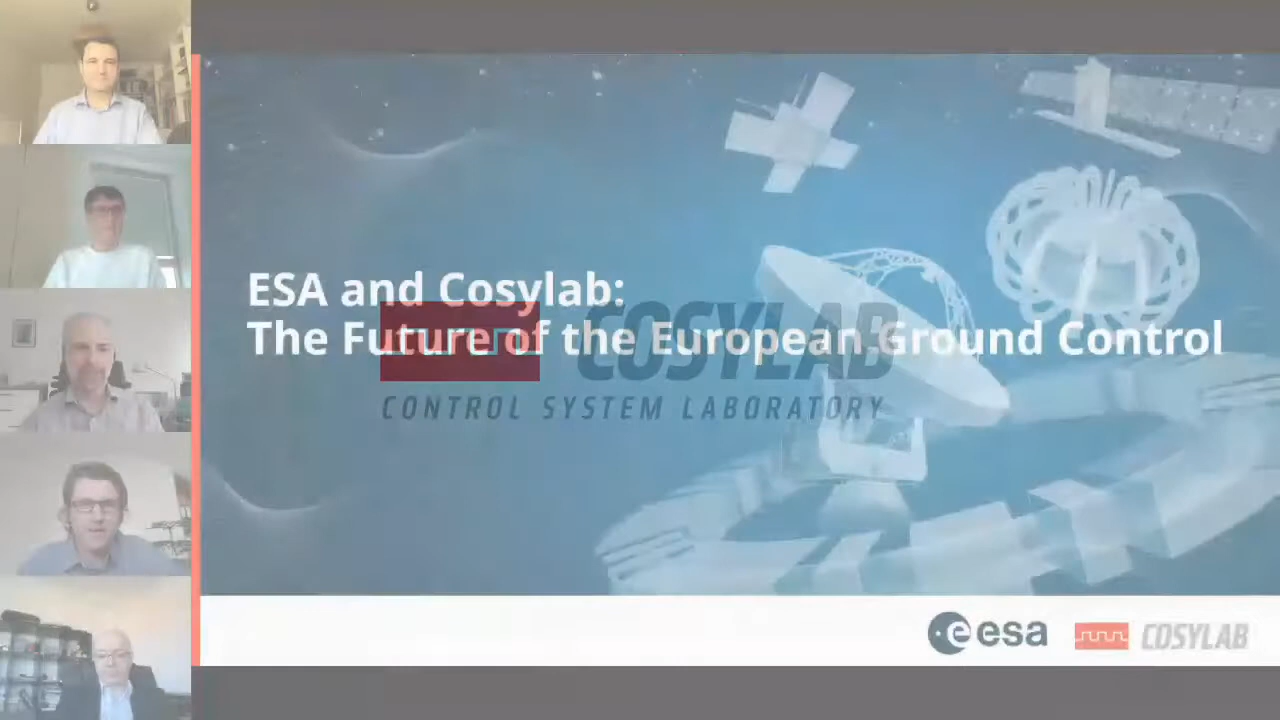 ESA and Cosylab:
The Future of the European Ground Control
COSYLAB
CONTROL SYSTEM LABORATORY
esa
COSYLAB